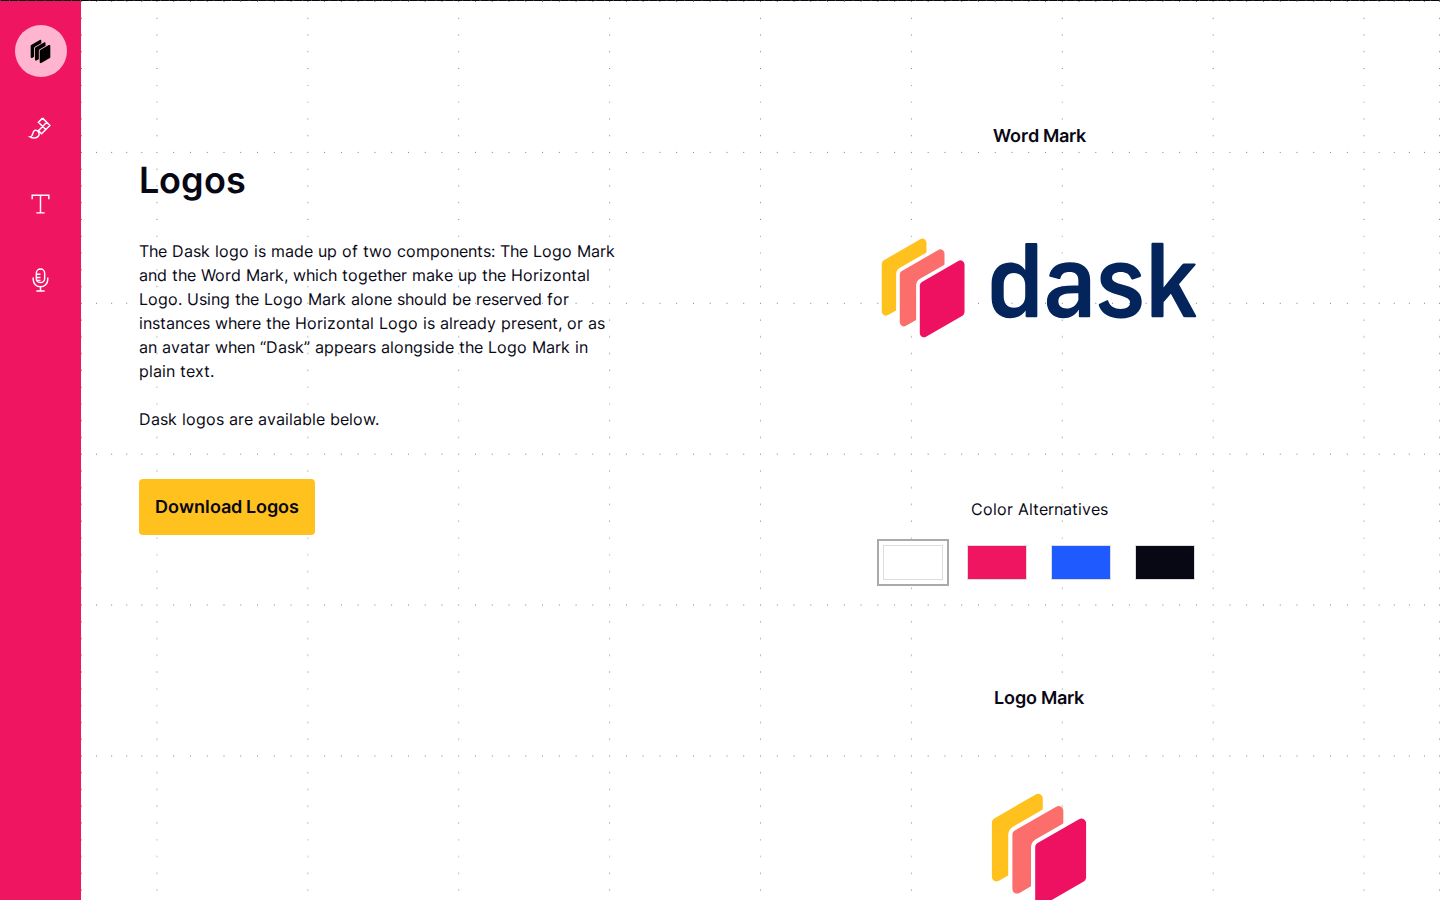 Logos
The Dask logo is made up of two components: The Logo Mark
and the Word Mark, which together make up the Horizontal
Logo. Using the Logo Mark alone should be reserved for
instances where the Horizontal Logo is already present, or as
an avatar when “Dask” appears alongside the Logo Mark in
plain text.
Dask logos are available below.
Download Logos
Word Mark
dask
Color Alternatives
Logo Mark